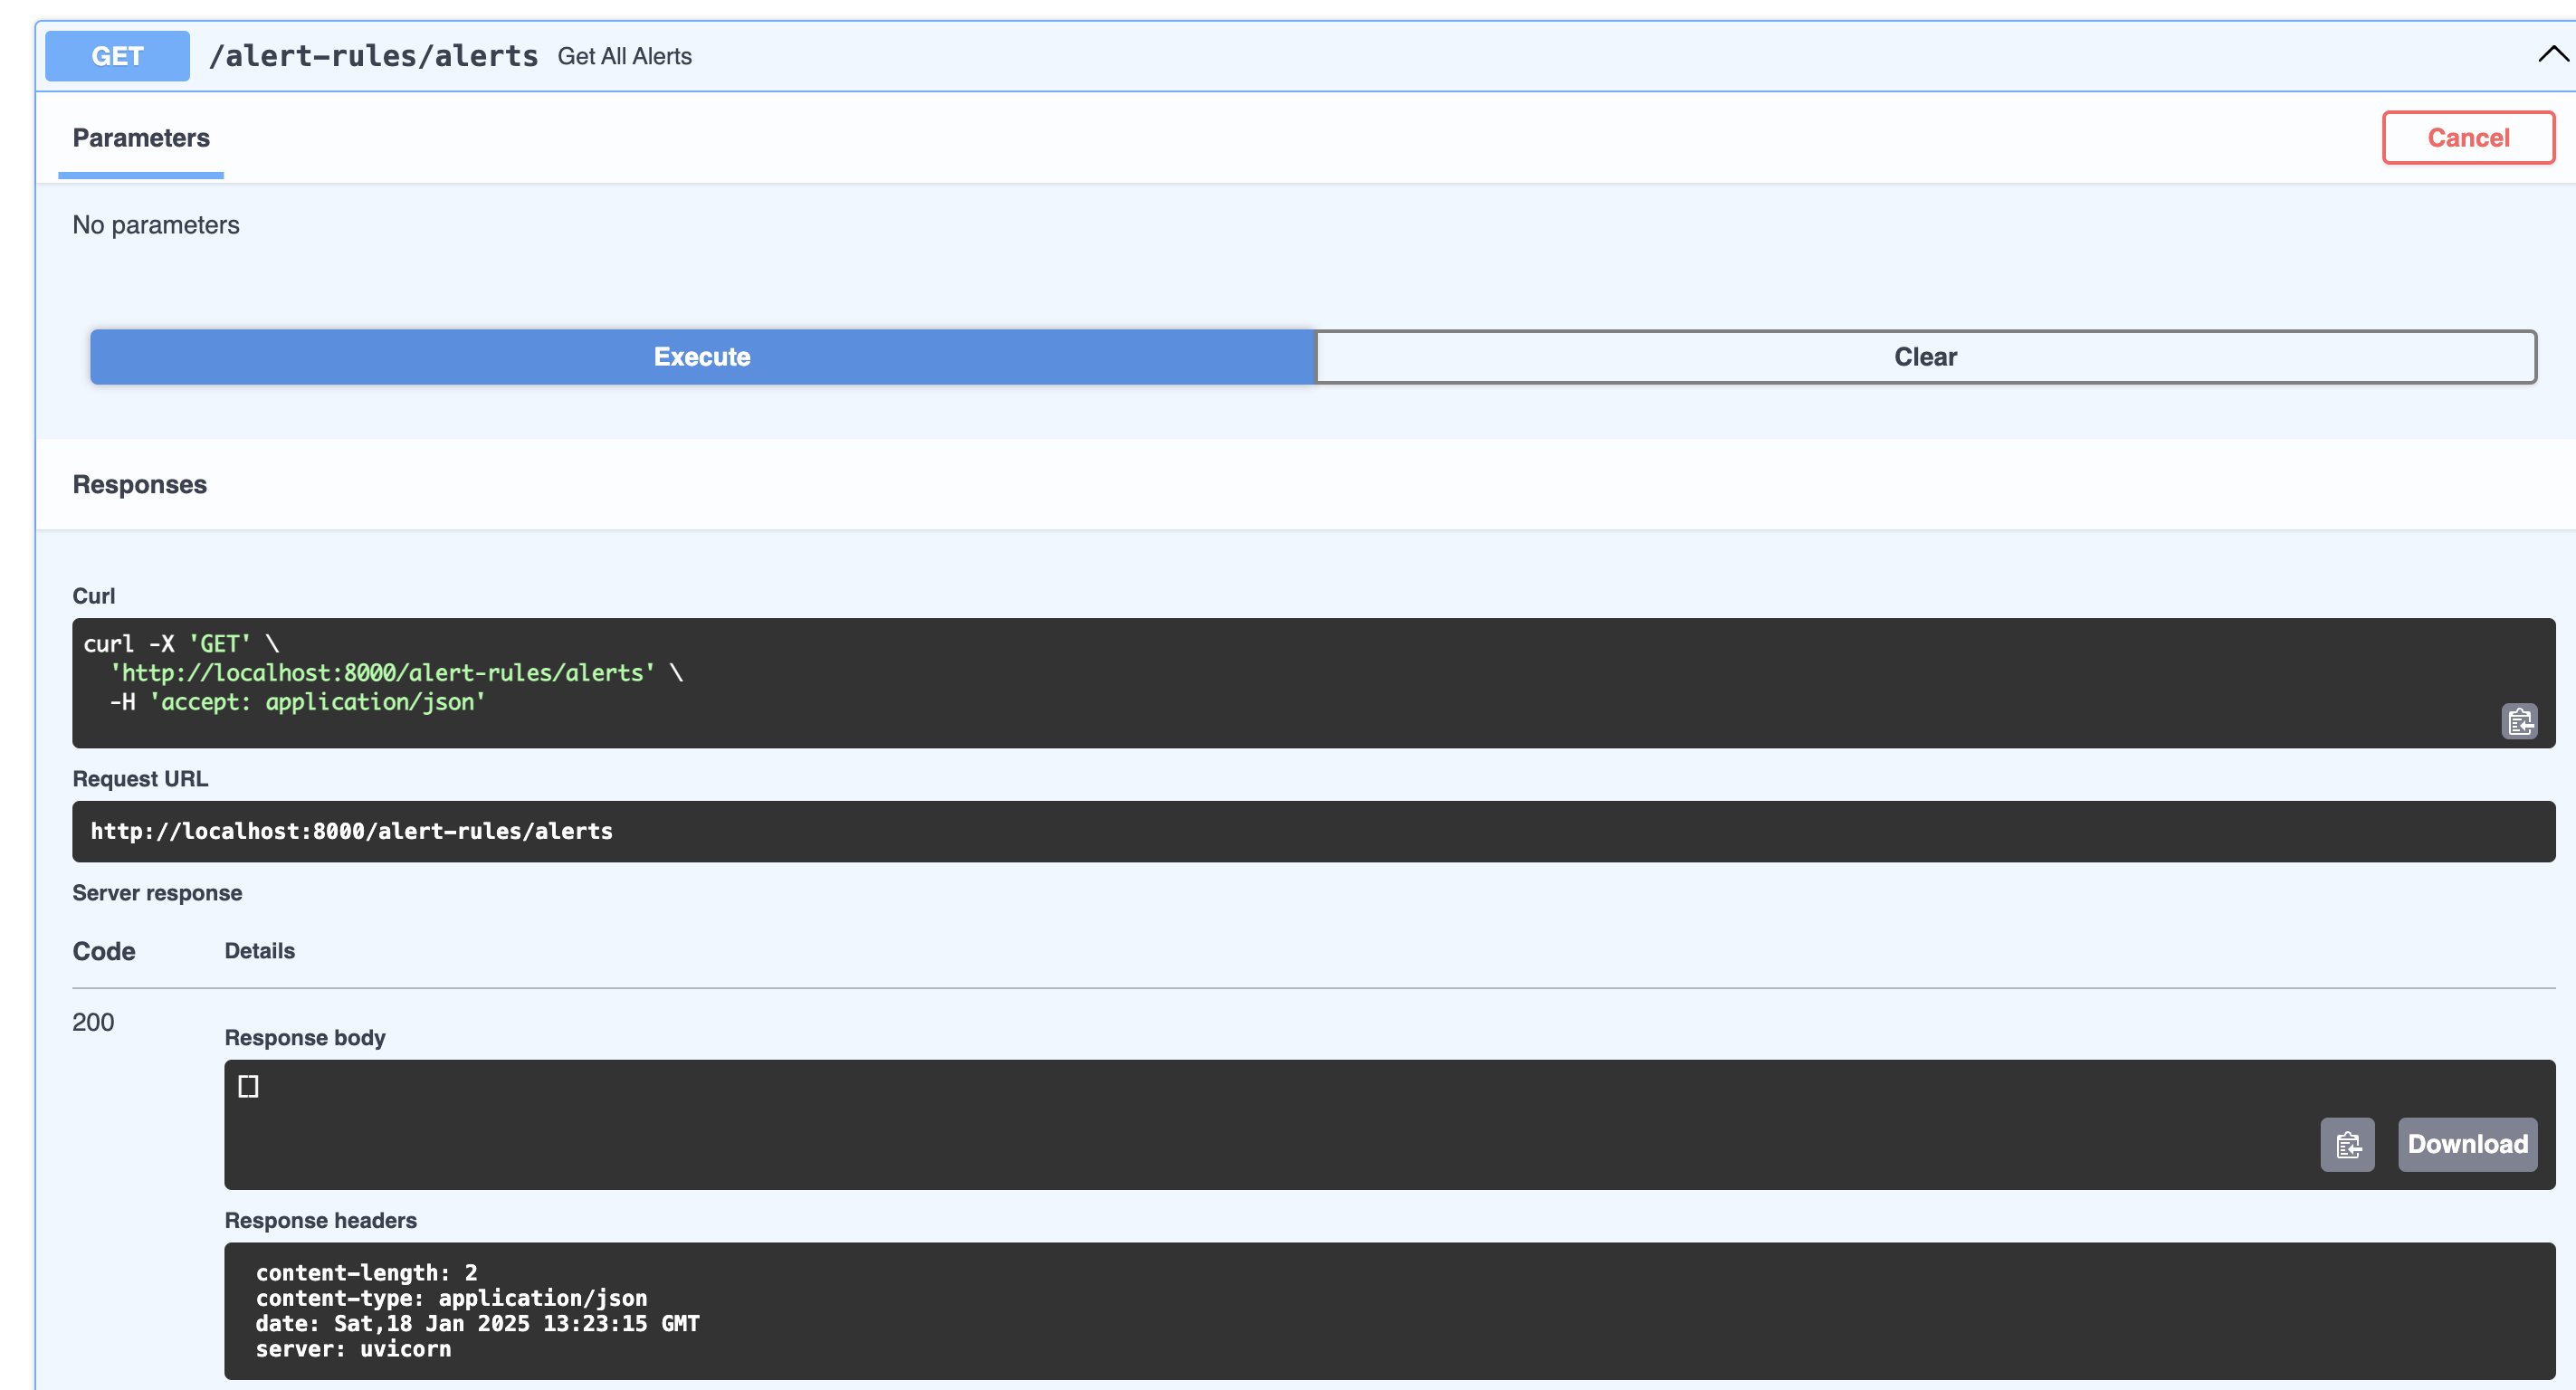 GET /alert-rules/alerts Get All Alerts
Parameters
Cancel
No parameters
Execute
Clear
Responses
Curl
curl -X 'GET' \
  'http://localhost:8000/alert-rules/alerts' \
  -H 'accept: application/json'
Request URL
http://localhost:8000/alert-rules/alerts
Server response
Code Details
200
Response body
[]
Download
Response headers
content-length: 2
content-type: application/json
date: Sat,18 Jan 2025 13:23:15 GMT
server: uvicorn